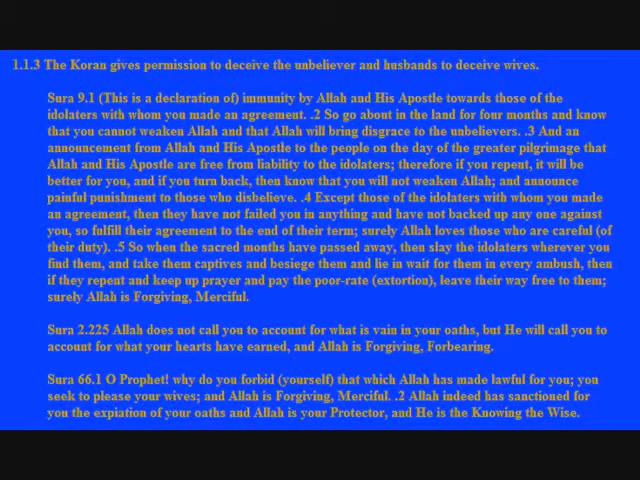 1.1.3 The Koran gives permission to deceive the unbeliever and husbands to deceive wives.
Sura 9.1 (This is a declaration of) immunity by Allah and His Apostle towards those of the
idolaters with whom you made an agreement. .2 So go about in the land for four months and know
that you cannot weaken Allah and that Allah will bring disgrace to the unbelievers. .3 And an
announcement from Allah and His Apostle to the people on the day of the greater pilgrimage that
Allah and His Apostle are free from liability to the idolaters; therefore if you repent, it will be
better for you, and if you turn back, then know that you will not weaken Allah; and announce
painful punishment to those who disbelieve. .4 Except those of the idolaters with whom you made
an agreement, then they have not failed you in anything and have not backed up any one against
you, so fulfill their agreement to the end of their term; surely Allah loves those who are careful (of
their duty). .5 So when the sacred months have passed away, then slay the idolaters wherever you
find them, and take them captives and besiege them and lie in wait for them in every ambush, then
if they repent and keep up prayer and pay the poor-rate (extortion), leave their way free to them;
surely Allah is Forgiving, Merciful.
Sura 2.225 Allah does not call you to account for what is vain in your oaths, but He will call you to
account for what your hearts have earned, and Allah is Forgiving, Forbearing.
Sura 66.1 O Prophet! why do you forbid (yourself) that which Allah has made lawful for you; you
seek to please your wives; and Allah is Forgiving, Merciful. .2 Allah indeed has sanctioned for
you the expiation of your oaths and Allah is your Protector, and He is the Knowing the Wise.